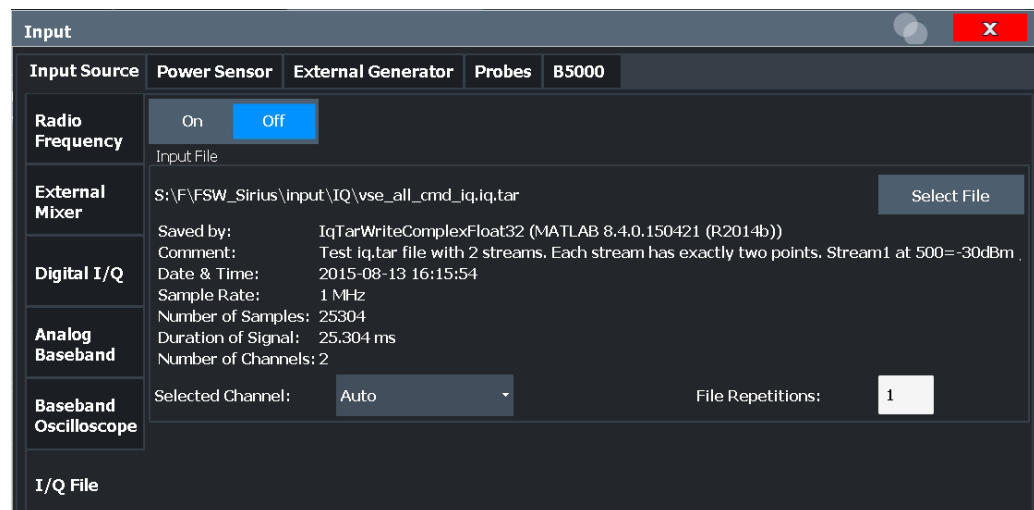 Input
X
Input Source Power Sensor External Generator Probes B5000
Radio
Frequency
On Off
Input File
External
Mixer
S:\F\FSW_Sirius\input\IQ\vse_all_cmd_iq.iq.tar
Select File
Saved by: IqTarWriteComplexFloat32 (MATLAB 8.4.0.150421 (R2014b))
Comment: Test iq.tar file with 2 streams. Each stream has exactly two points. Stream1 at 500=-30dBm
Digital I/Q
Date & Time: 2015-08-13 16:15:54
Sample Rate: 1 MHz
Number of Samples: 25304
Analog
Baseband
Duration of Signal: 25.304 ms
Number of Channels: 2
Baseband
Oscilloscope
Selected Channel: Auto File Repetitions: 1
I/Q File